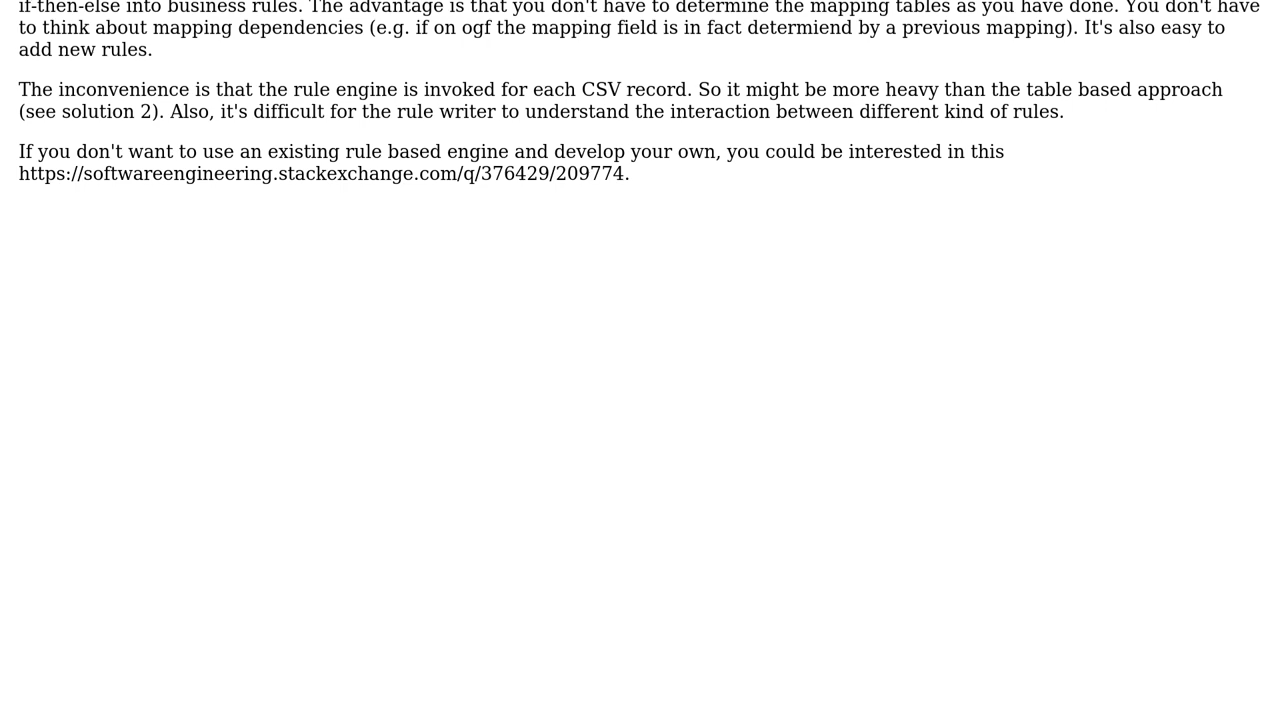 if-then-else into business rules. The advantage is that you don't have to determine the mapping tables as you have done. You don't have
to think about mapping dependencies (e.g. if on ogf the mapping field is in fact determiend by a previous mapping). It's also easy to
add new rules.
The inconvenience is that the rule engine is invoked for each CSV record. So it might be more heavy than the table based approach
(see solution 2). Also, it's difficult for the rule writer to understand the interaction between different kind of rules.
If you don't want to use an existing rule based engine and develop your own, you could be interested in this
https://softwareengineering.stackexchange.com/q/376429/209774.